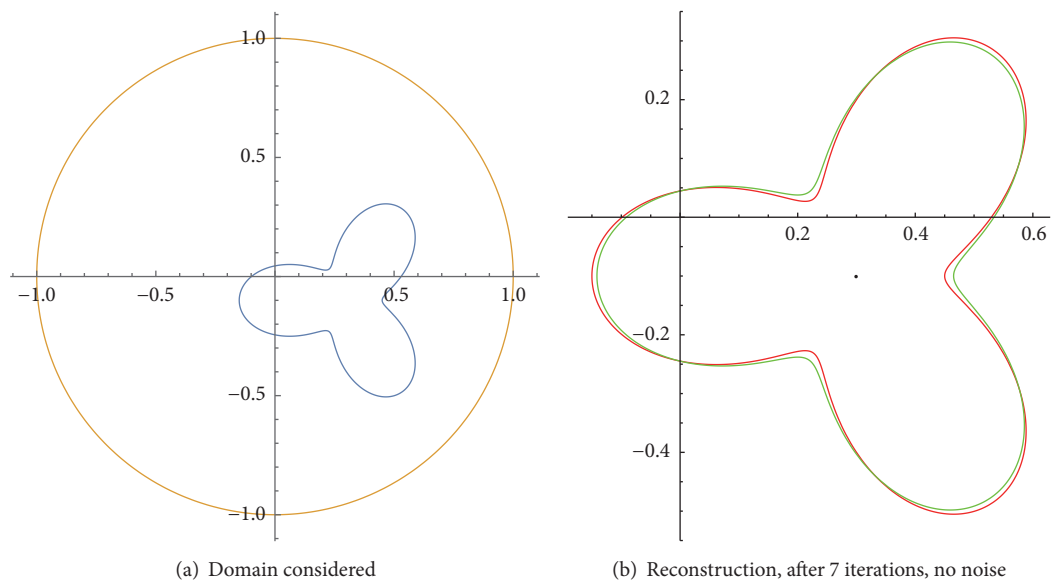 1.0
0.5
−1.0 −0.5 0.5 1.0
−0.5
−1.0
(a) Domain considered
0.2
0.2 0.4 0.6
−0.2
−0.4
(b) Reconstruction, after 7 iterations, no noise